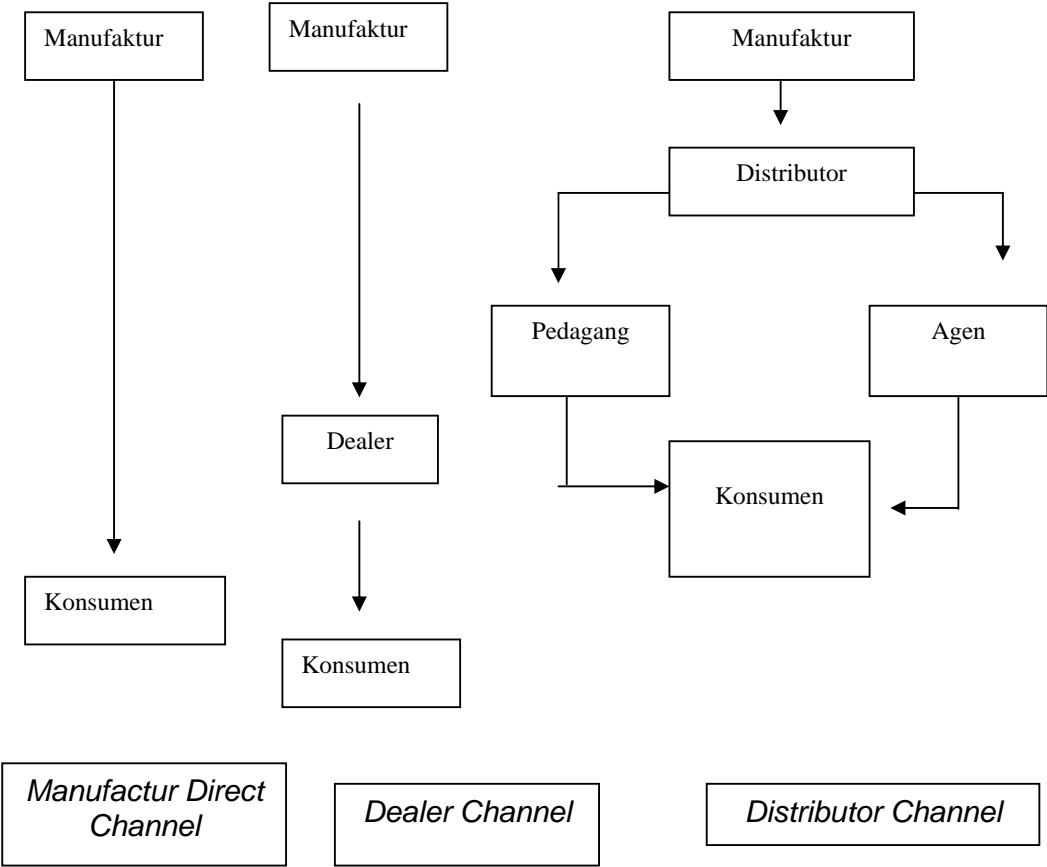 Manufaktur
Manufaktur
Manufaktur
Distributor
Pedagang
Agen
Dealer
Konsumen
Konsumen
Konsumen
Manufactur Direct
Channel
Dealer Channel
Distributor Channel